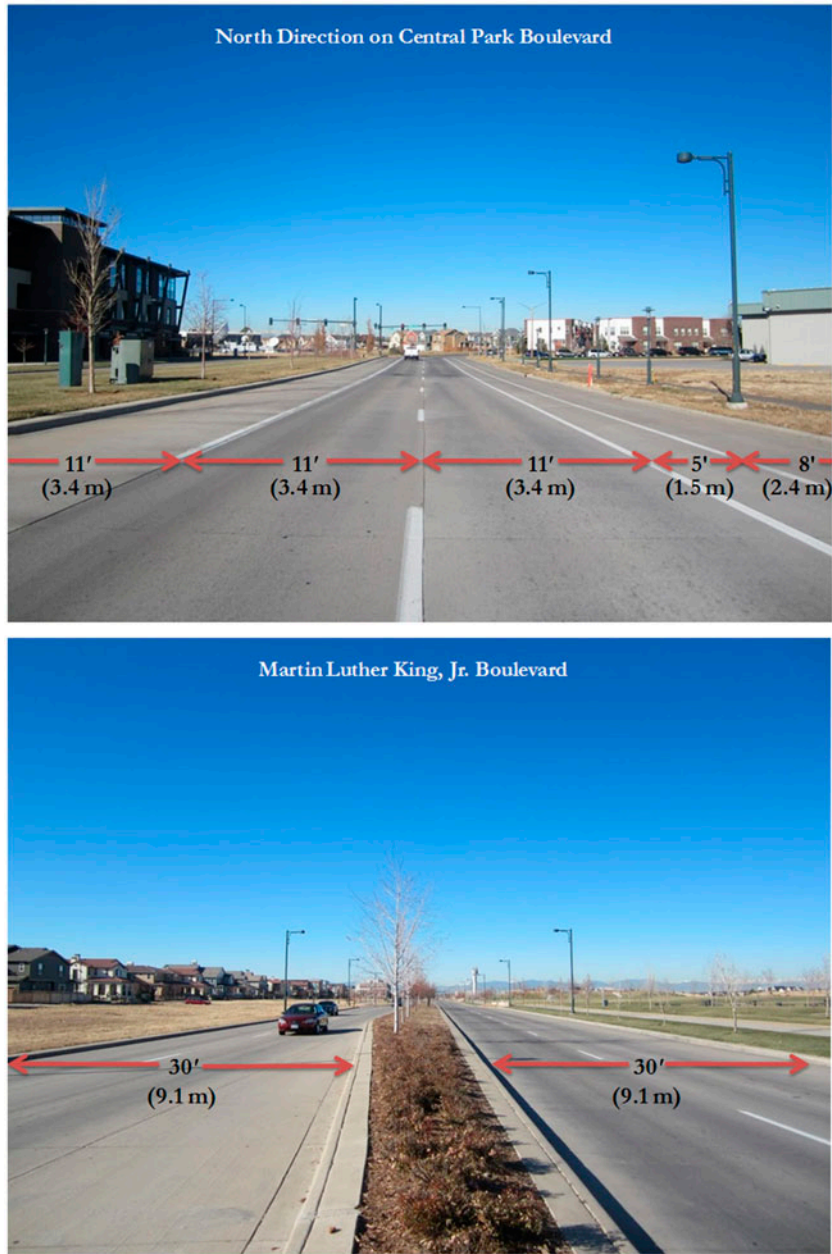 North Direction on Central Park Boulevard
11' 11' 11' 5' 8'
(3.4 m) (3.4 m) (3.4 m) (1.5 m) (2.4 m)
Martin Luther King, Jr. Boulevard
30' 30'
(9.1 m) (9.1 m)